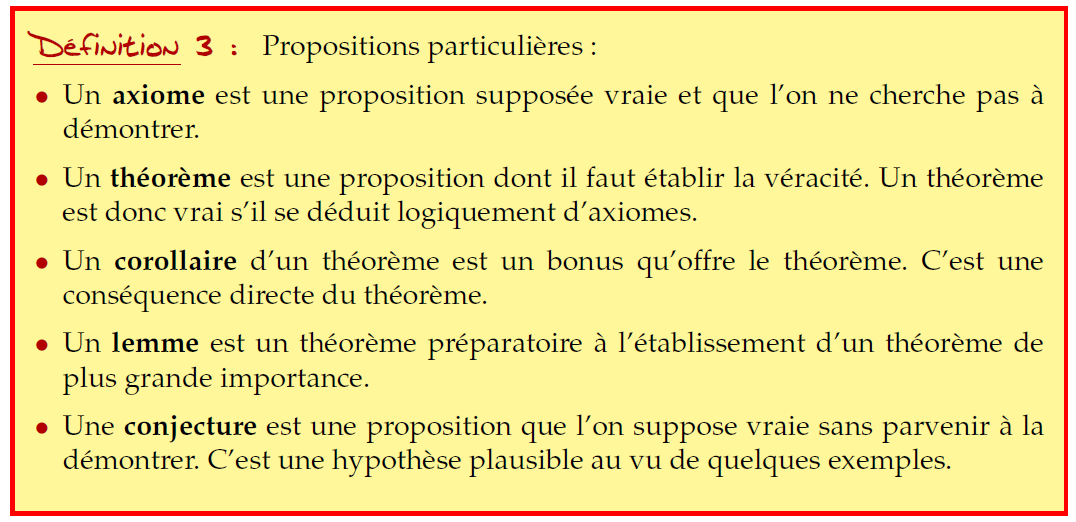 Définition 3 : Propositions particulières :
• Un axiome est une proposition supposée vraie et que l'on ne cherche pas à
démontrer.
• Un théorème est une proposition dont il faut établir la véracité. Un théorème
est donc vrai s'il se déduit logiquement d'axiomes.
• Un corollaire d'un théorème est un bonus qu'offre le théorème. C'est une
conséquence directe du théorème.
• Un lemme est un théorème préparatoire à l'établissement d'un théorème de
plus grande importance.
• Une conjecture est une proposition que l'on suppose vraie sans parvenir à la
démontrer. C'est une hypothèse plausible au vu de quelques exemples.